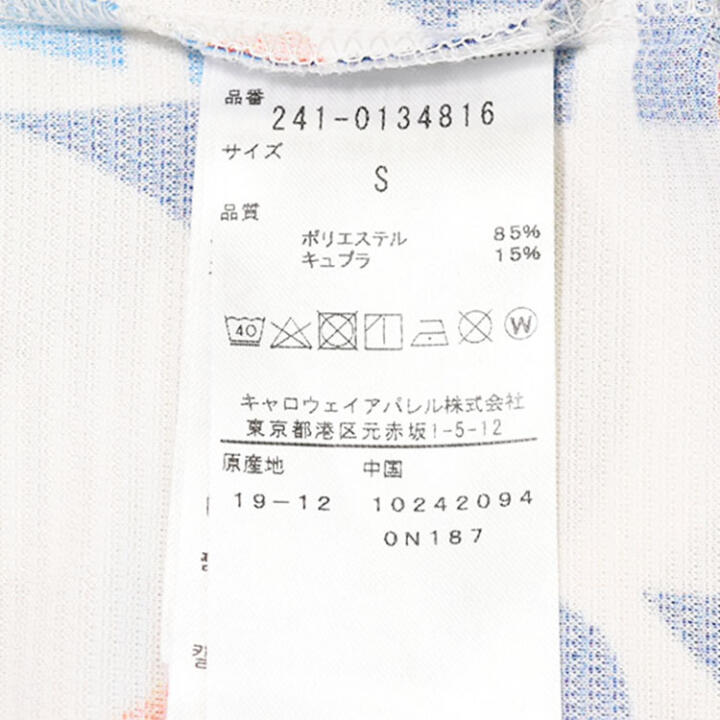 品番
241-0134816
サイズ
S
品質
ポリエステル 85%
キュプラ 15%
40
W
キャロウェイアパレル株式会社
東京都港区元赤坂1-5-12
原産地 中国
19-12 10242094
0N187
칼